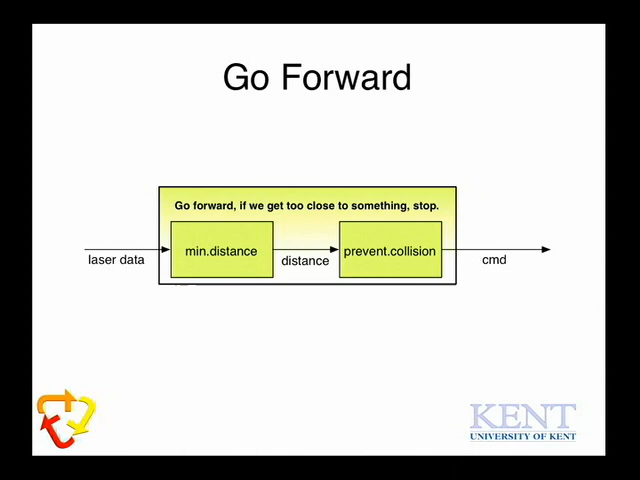 Go Forward
Go forward, if we get too close to something, stop.
min.distance
prevent.collision
laser data
distance
cmd
KENT
UNIVERSITY OF KENT